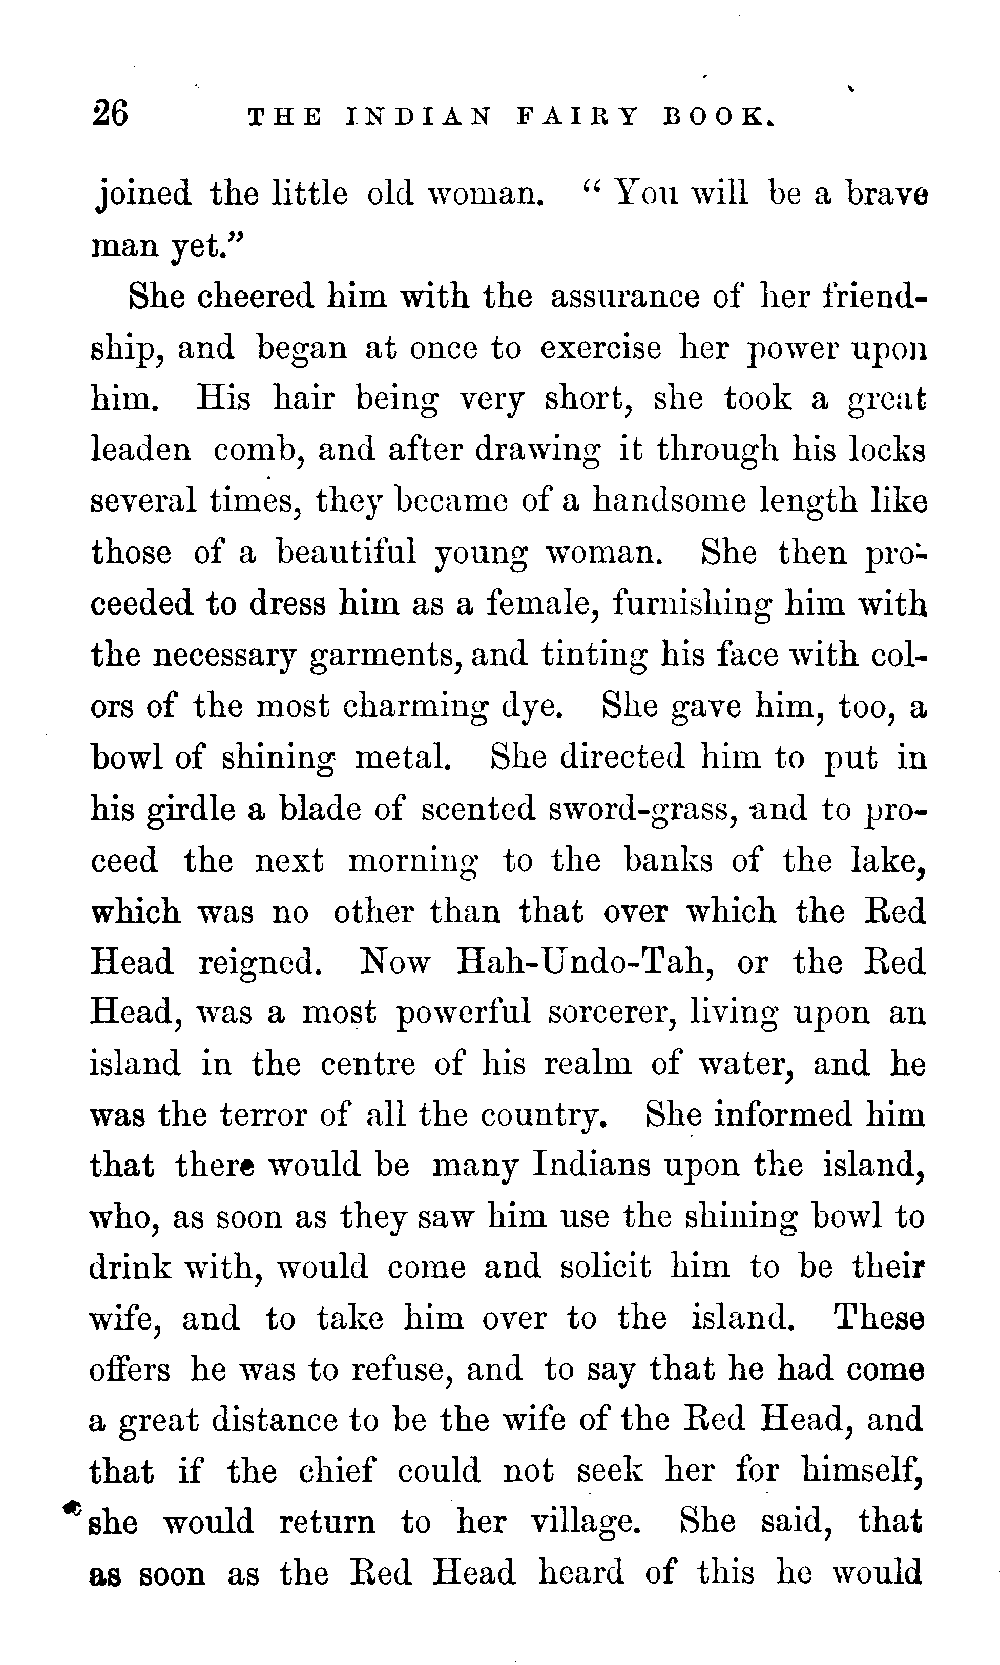 26 THE INDIAN FAIRY BOOK.
joined the little old woman. “ You will be a brave
man yet.”
She cheered him with the assurance of her friend-
ship, and began at once to exercise her power upon
him. His hair being very short, she took a great
leaden comb, and after drawing it through his locks
several times, they became of a handsome length like
those of a beautiful young woman. She then pro-
ceeded to dress him as a female, furnishing him with
the necessary garments, and tinting his face with col-
ors of the most charming dye. She gave him, too, a
bowl of shining metal. She directed him to put in
his girdle a blade of scented sword-grass, and to pro-
ceed the next morning to the banks of the lake,
which was no other than that over which the Red
Head reigned. Now Hah-Undo-Tah, or the Red
Head, was a most powerful sorcerer, living upon an
island in the centre of his realm of water, and he
was the terror of all the country. She informed him
that there would be many Indians upon the island,
who, as soon as they saw him use the shining bowl to
drink with, would come and solicit him to be their
wife, and to take him over to the island. These
offers he was to refuse, and to say that he had come
a great distance to be the wife of the Red Head, and
that if the chief could not seek her for himself,
she would return to her village. She said, that
as soon as the Red Head heard of this he would